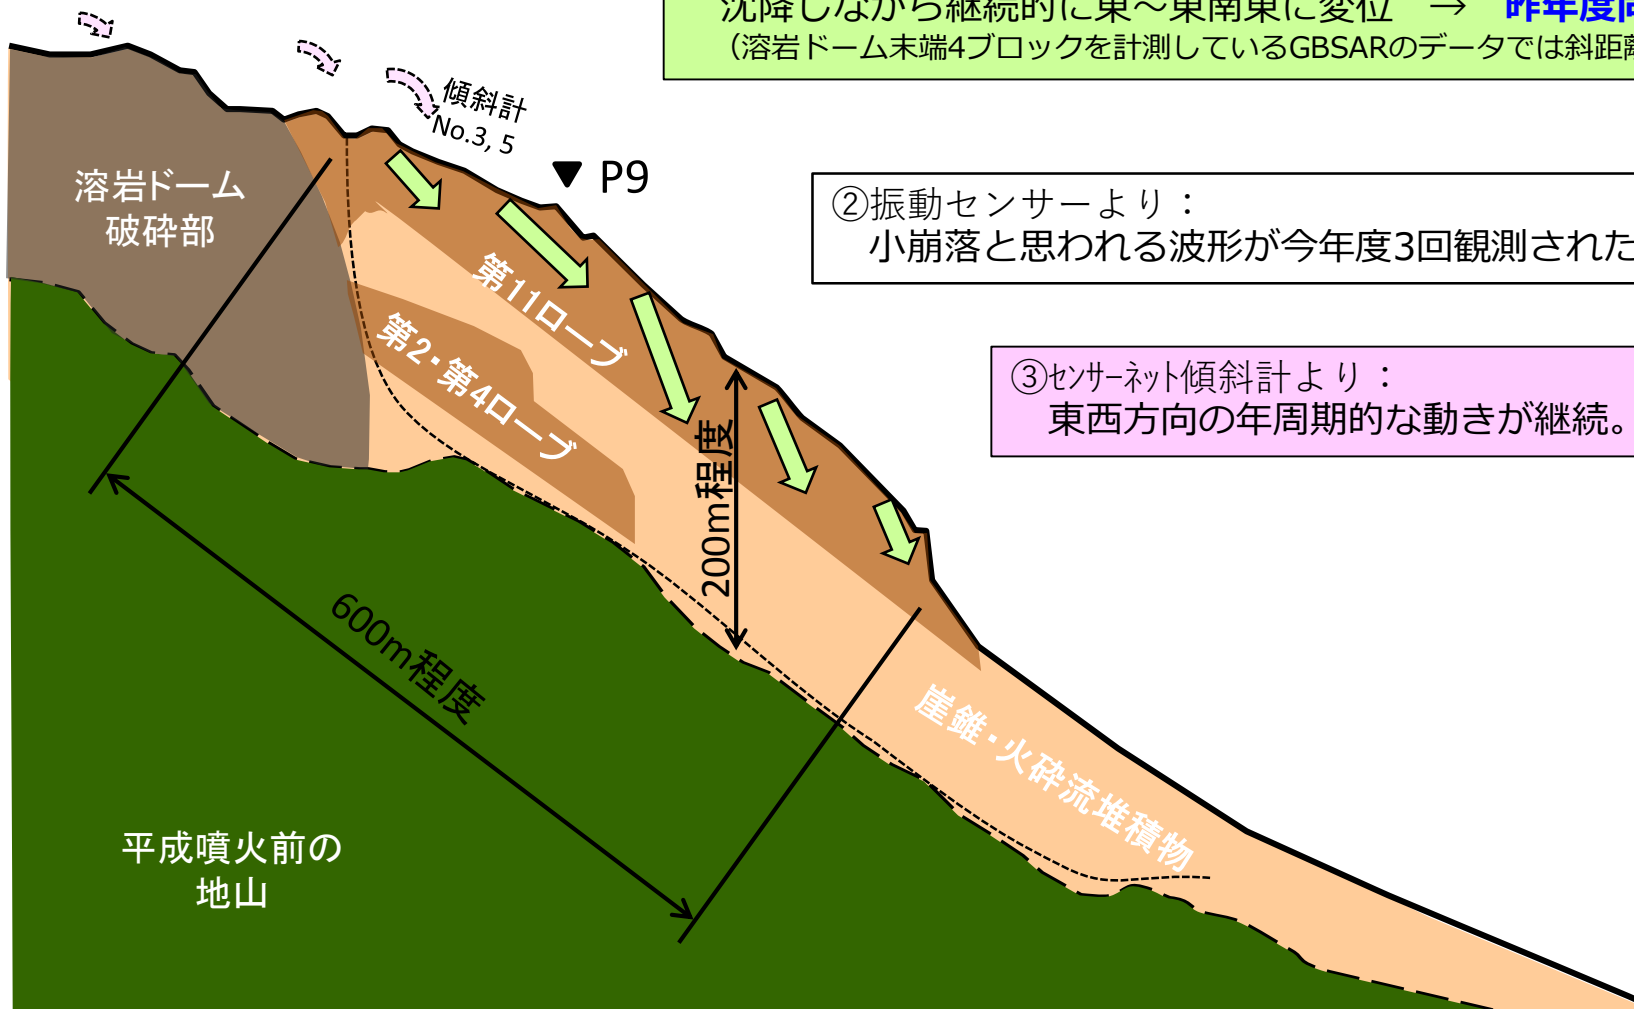 沈降しながら継続的に東～東南東に変位　→　昨年度
（溶岩ドーム末端4ブロックを計測しているGBSARのデータでは斜距離
傾斜計
No.3, 5
▼ P9
溶岩ドーム
破砕部
②振動センサーより：
小崩落と思われる波形が今年度3回観測された
第11ローブ
第2・第4ローブ
③センサーネット傾斜計より：
東西方向の年周期的な動きが継続。
200m程度
600m程度
崖錐・火砕流堆積物
平成噴火前の
地山